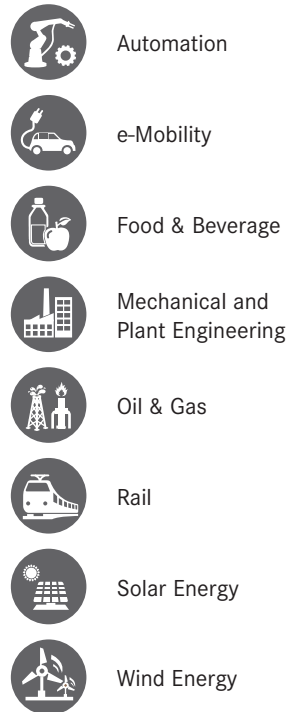 Automation
e-Mobility
Food & Beverage
Mechanical and
Plant Engineering
Oil & Gas
Rail
Solar Energy
Wind Energy